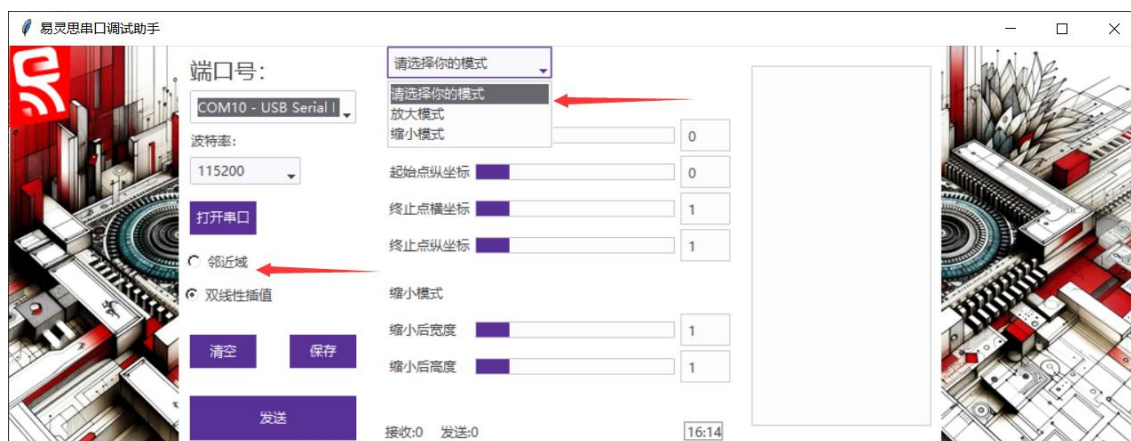 易灵思串口调试助手
端口号：
COM10 - USB Serial
波特率：
115200
打开串口
邻近域
双线性插值
清空
保存
发送
请选择你的模式
请选择你的模式
放大模式
缩小模式
0
起始点纵坐标
0
终止点横坐标
1
终止点纵坐标
1
缩小模式
缩小后宽度
1
缩小后高度
1
接收:0 发送:0
16:14